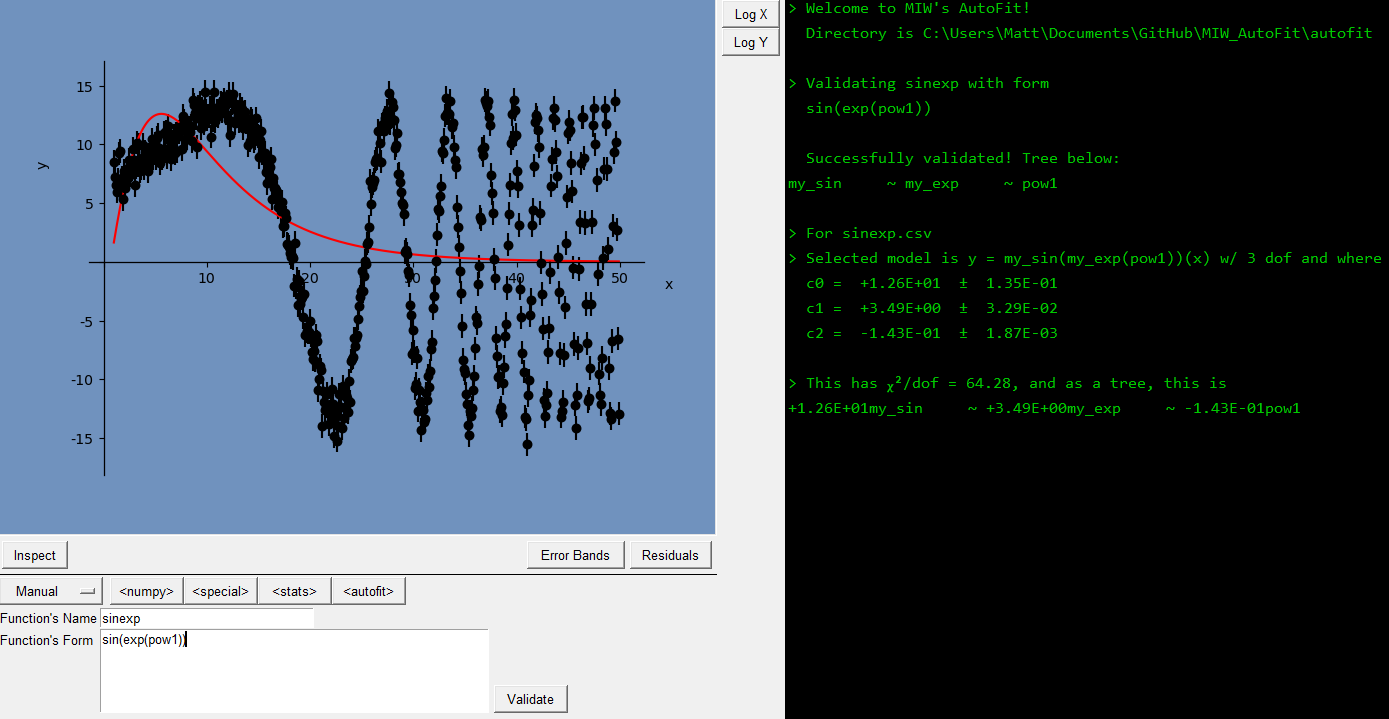 Log X
Log Y
y
15
10
5
-5
-10
-15
10
20
30
40
50
x
Inspect
Error Bands
Residuals
Manual
<numpy>
<special>
<stats>
<autofit>
Function's Name sinexp
Function's Form sin(exp(pow1))
Validate
> Welcome to MIW's AutoFit!
Directory is C:\Users\Matt\Documents\GitHub\MIW_AutoFit\autofit
> Validating sinexp with form
sin(exp(pow1))
Successfully validated! Tree below:
my_sin ~ my_exp ~ pow1
> For sinexp.csv
> Selected model is y = my_sin(my_exp(pow1))(x) w/ 3 dof and where
c0 = +1.26E+01 ± 1.35E-01
c1 = +3.49E+00 ± 3.29E-02
c2 = -1.43E-01 ± 1.87E-03
> This has χ²/dof = 64.28, and as a tree, this is
+1.26E+01my_sin ~ +3.49E+00my_exp ~ -1.43E-01pow1